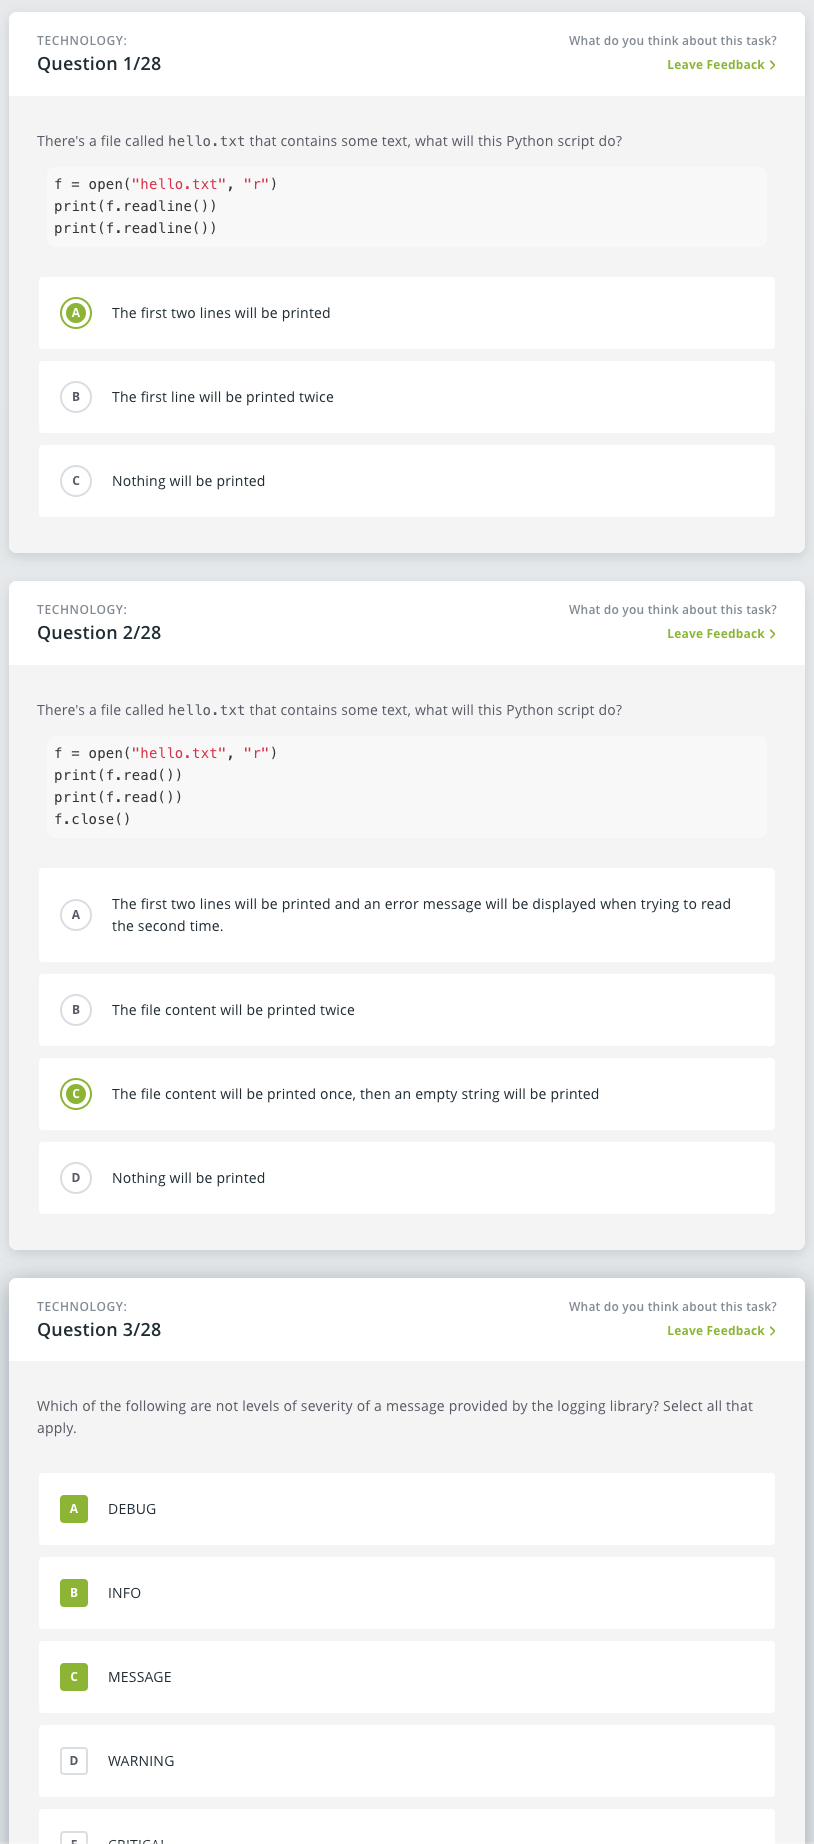 TECHNOLOGY:
What do you think about this task?
Question 1/28
Leave Feedback >
There's a file called hello.txt that contains some text, what will this Python script do?
f = open("hello.txt", "r")
print(f.readline())
print(f.readline())
A The first two lines will be printed
B The first line will be printed twice
C Nothing will be printed
TECHNOLOGY:
What do you think about this task?
Question 2/28
Leave Feedback >
There's a file called hello.txt that contains some text, what will this Python script do?
f = open("hello.txt", "r")
print(f.read())
print(f.read())
f.close()
A The first two lines will be printed and an error message will be displayed when trying to read
the second time.
B The file content will be printed twice
C The file content will be printed once, then an empty string will be printed
D Nothing will be printed
TECHNOLOGY:
What do you think about this task?
Question 3/28
Leave Feedback >
Which of the following are not levels of severity of a message provided by the logging library? Select all that
apply.
A DEBUG
B INFO
C MESSAGE
D WARNING
E CRITICAL